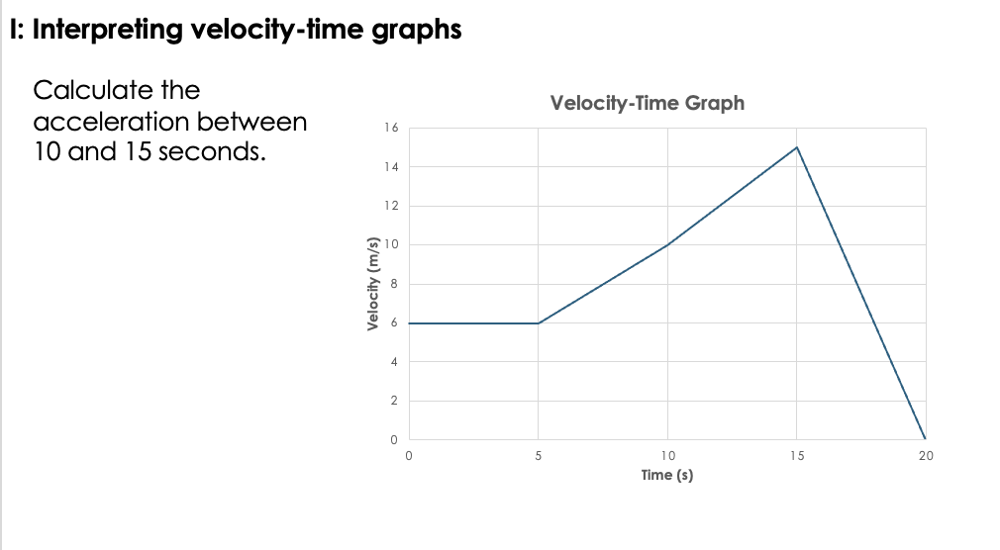 I: Interpreting velocity-time graphs
Calculate the
acceleration between
10 and 15 seconds.
Velocity-Time Graph
Velocity (m/s)
16
14
12
10
8
6
4
2
0
0 5 10 15 20
Time (s)